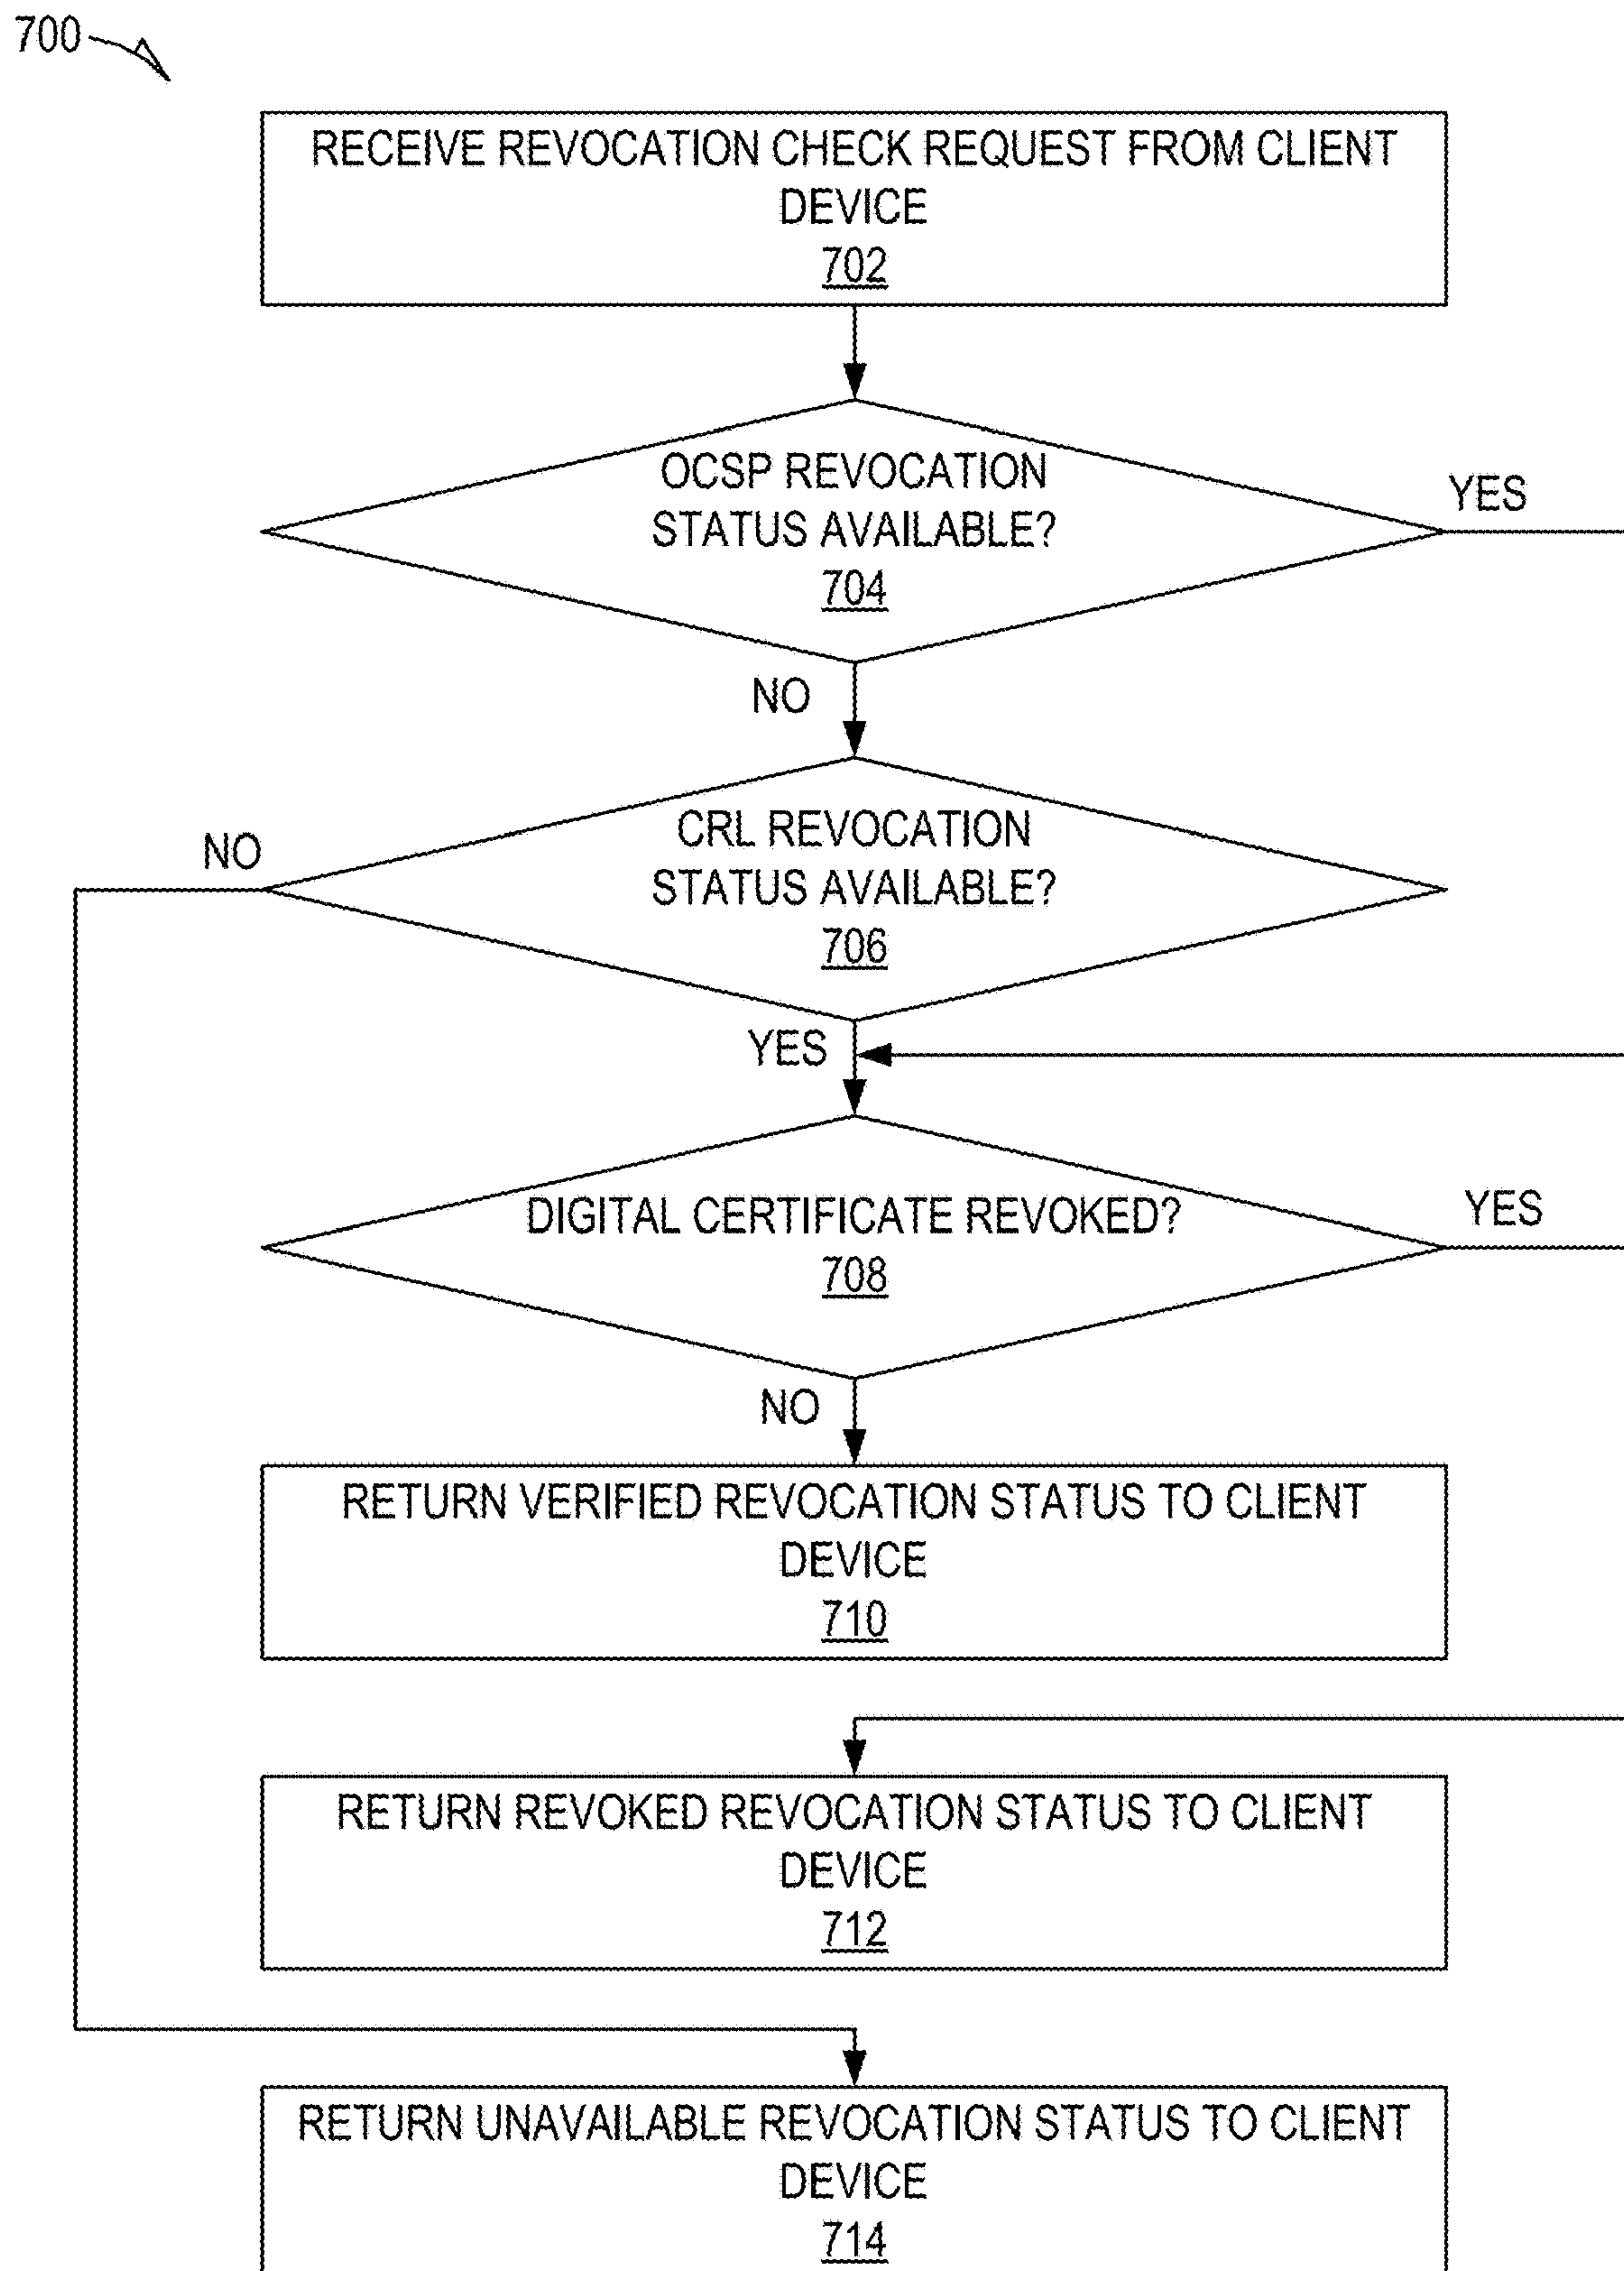 700
RECEIVE REVOCATION CHECK REQUEST FROM CLIENT
DEVICE
702
OCSP REVOCATION
STATUS AVAILABLE?
704
YES
NO
CRL REVOCATION
STATUS AVAILABLE?
706
NO
YES
DIGITAL CERTIFICATE REVOKED?
708
YES
NO
RETURN VERIFIED REVOCATION STATUS TO CLIENT
DEVICE
710
RETURN REVOKED REVOCATION STATUS TO CLIENT
DEVICE
712
RETURN UNAVAILABLE REVOCATION STATUS TO CLIENT
DEVICE
714